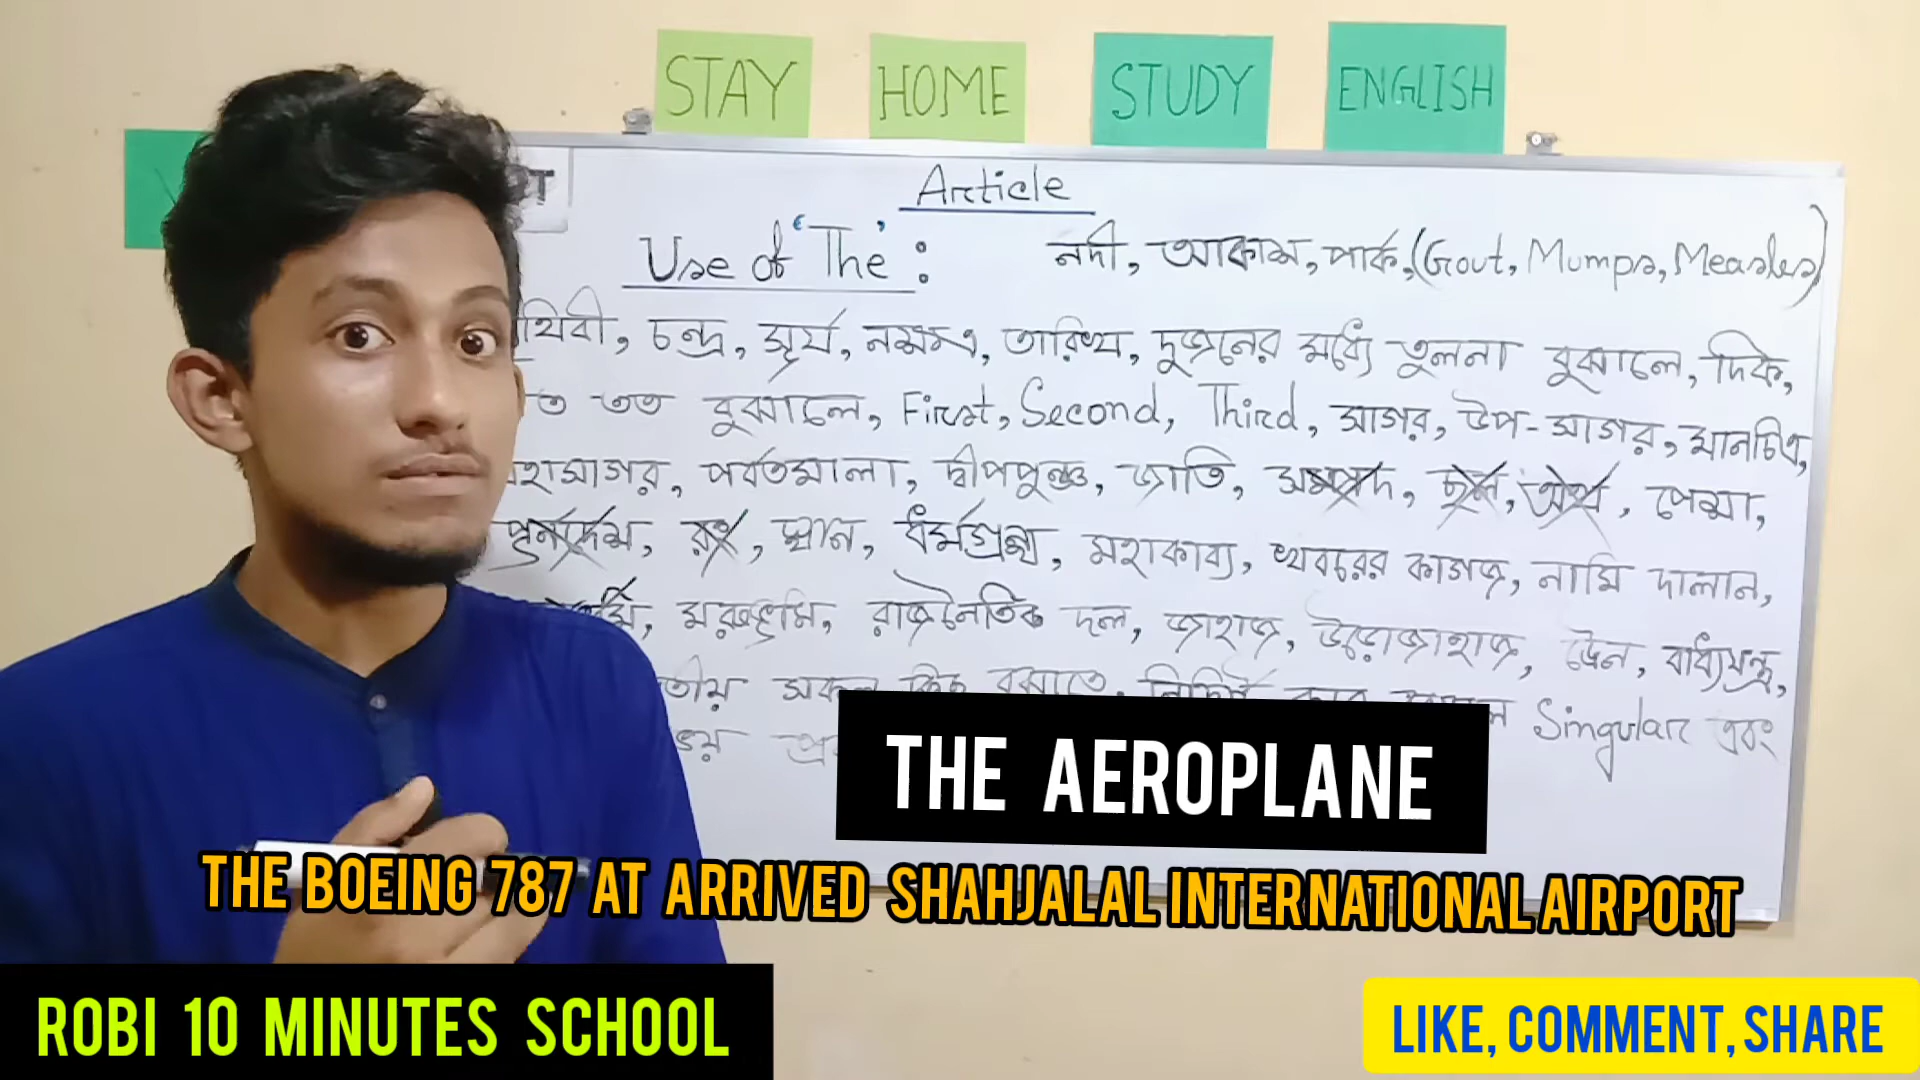 STAY HOME STUDY ENGLISH
Article
Use of 'The' : নদী, আকাশ, পার্ক, (Gout, Mumps, Measles)
থিবী, চন্দ্র, সূর্য, নক্ষত্র, তারিখ, দুজনের মধ্যে তুলনা বুঝালে, দিক,
ত তত বুঝালে, First, Second, Third, সাগর, উপ-সাগর, মানচিত্র,
হাসাগর, পর্বতমালা, দ্বীপপুঞ্জ, জাতি, পেশা,
স্থান, ধর্মগ্রন্থ, মহাকাব্য, খবরের কাগজ, নামি দালান,
মরুভূমি, রাজনৈতিক দল, জাহাজ, উড়োজাহাজ, ট্রেন, বাধ্যযন্ত্র,
তীয় সকল কিছু বুঝাতে, Singular এবং
THE AEROPLANE
THE BOEING 787 AT ARRIVED SHAHJALAL INTERNATIONAL AIRPORT
ROBI 10 MINUTES SCHOOL
LIKE, COMMENT, SHARE